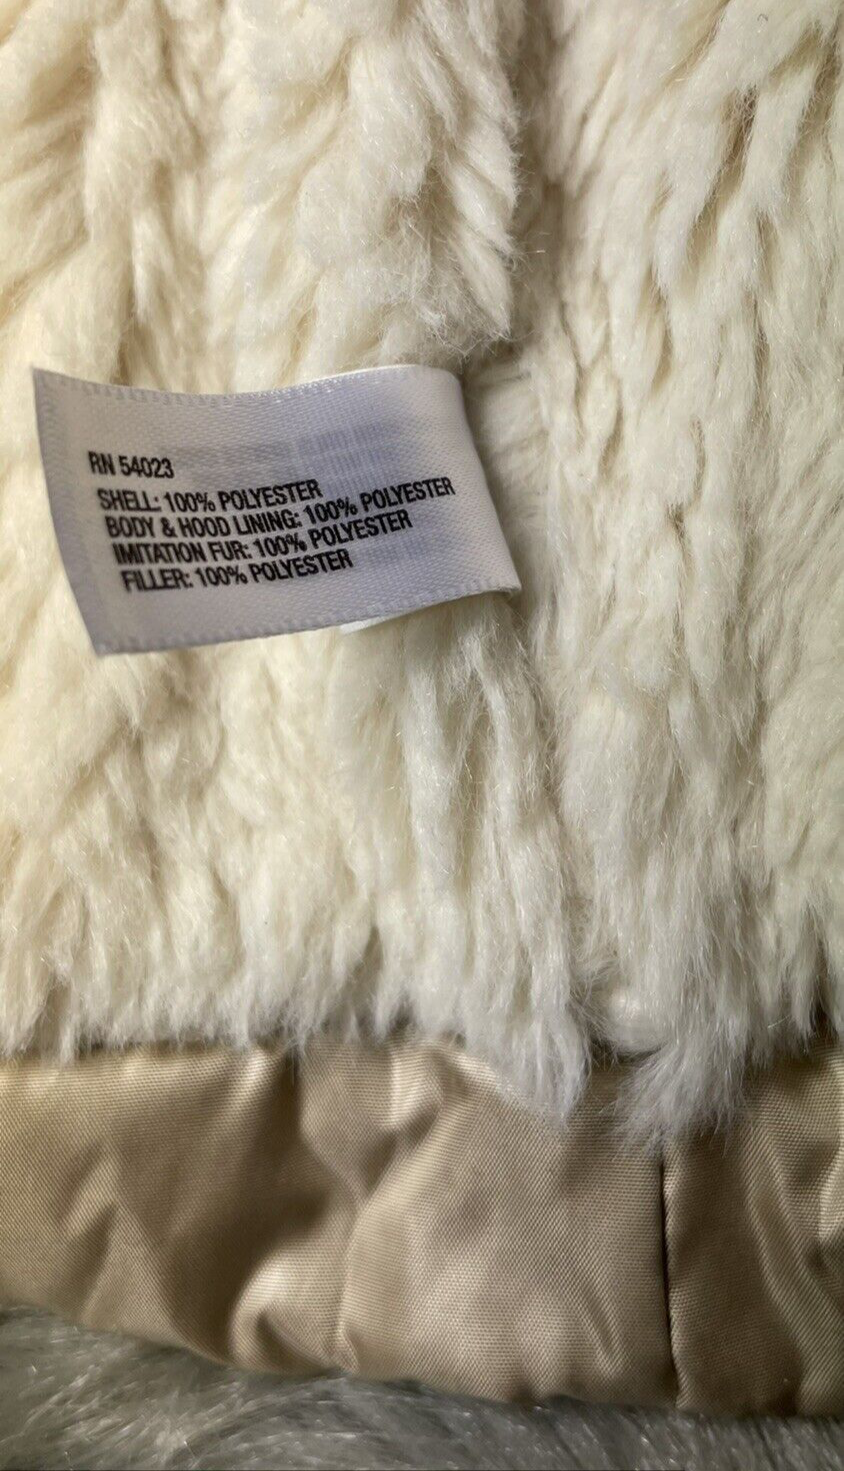 RN 54023
SHELL: 100% POLYESTER
BODY & HOOD LINING: 100% POLYESTER
IMITATION FUR: 100% POLYESTER
FILLER: 100% POLYESTER